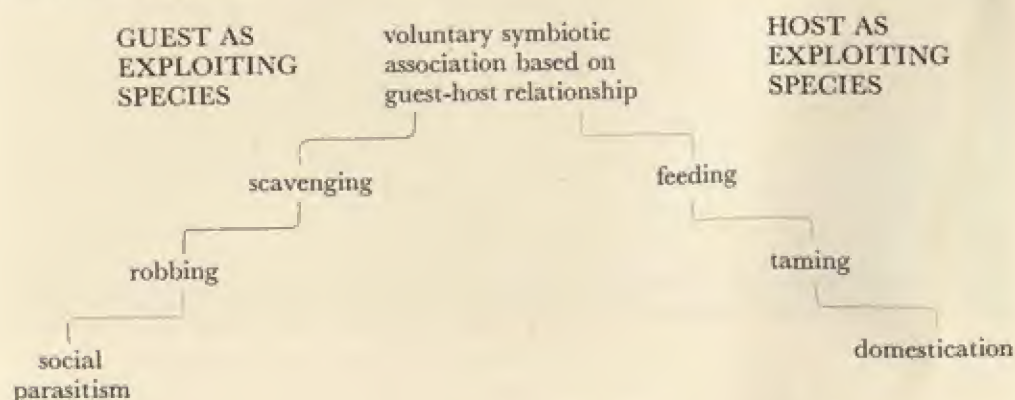 GUEST AS
EXPLOITING
SPECIES
voluntary symbiotic
association based on
guest-host relationship
HOST AS
EXPLOITING
SPECIES
scavenging
feeding
robbing
taming
social
parasitism
domestication